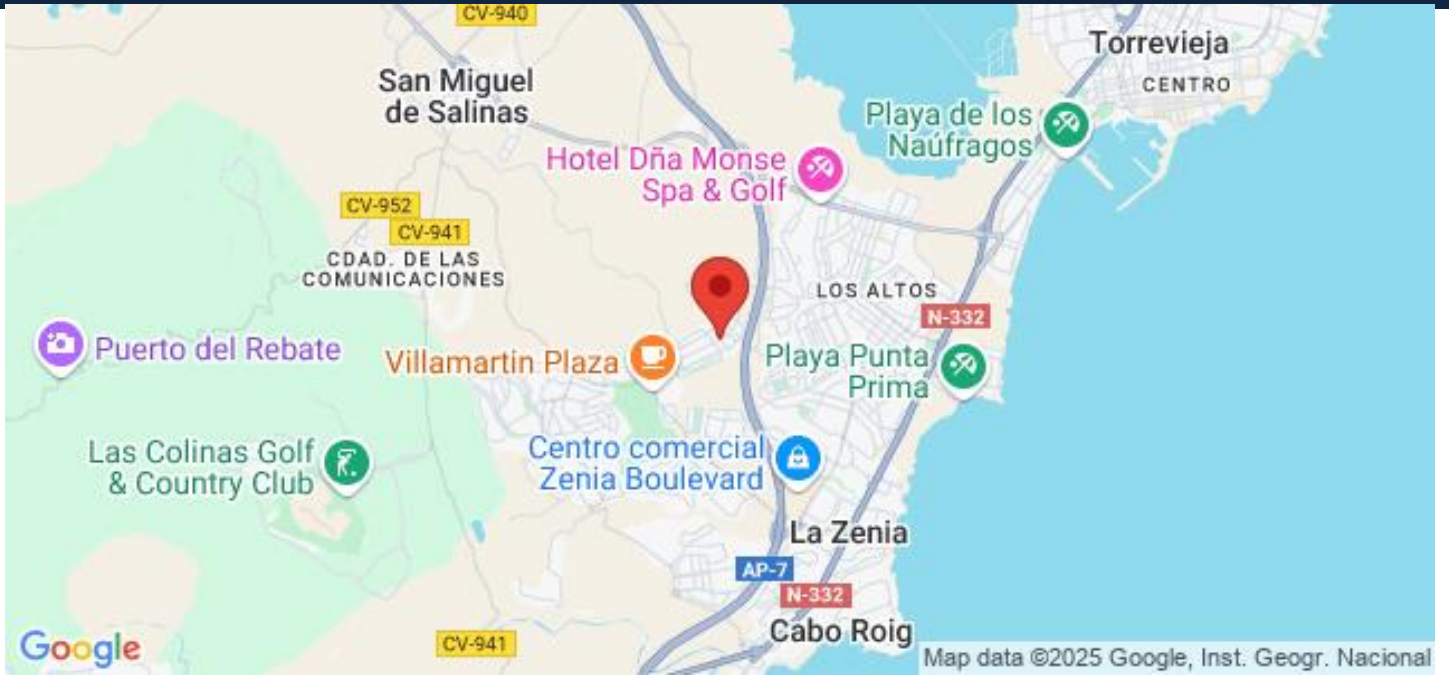 CV-940
Torrevieja
CENTRO
San Miguel
de Salinas
Playa de los
Naúfragos
Hotel Dña Monse
Spa & Golf
CV-952
CV-941
CDAD. DE LAS
COMUNICACIONES
LOS ALTOS
N-332
Puerto del Rebate
Villamartin Plaza
Playa Punta
Prima
Las Colinas Golf
& Country Club
Centro comercial
Zenia Boulevard
La Zenia
AP-7
N-332
Cabo Roig
CV-941
Google
Map data ©2025 Google, Inst. Geogr. Nacional